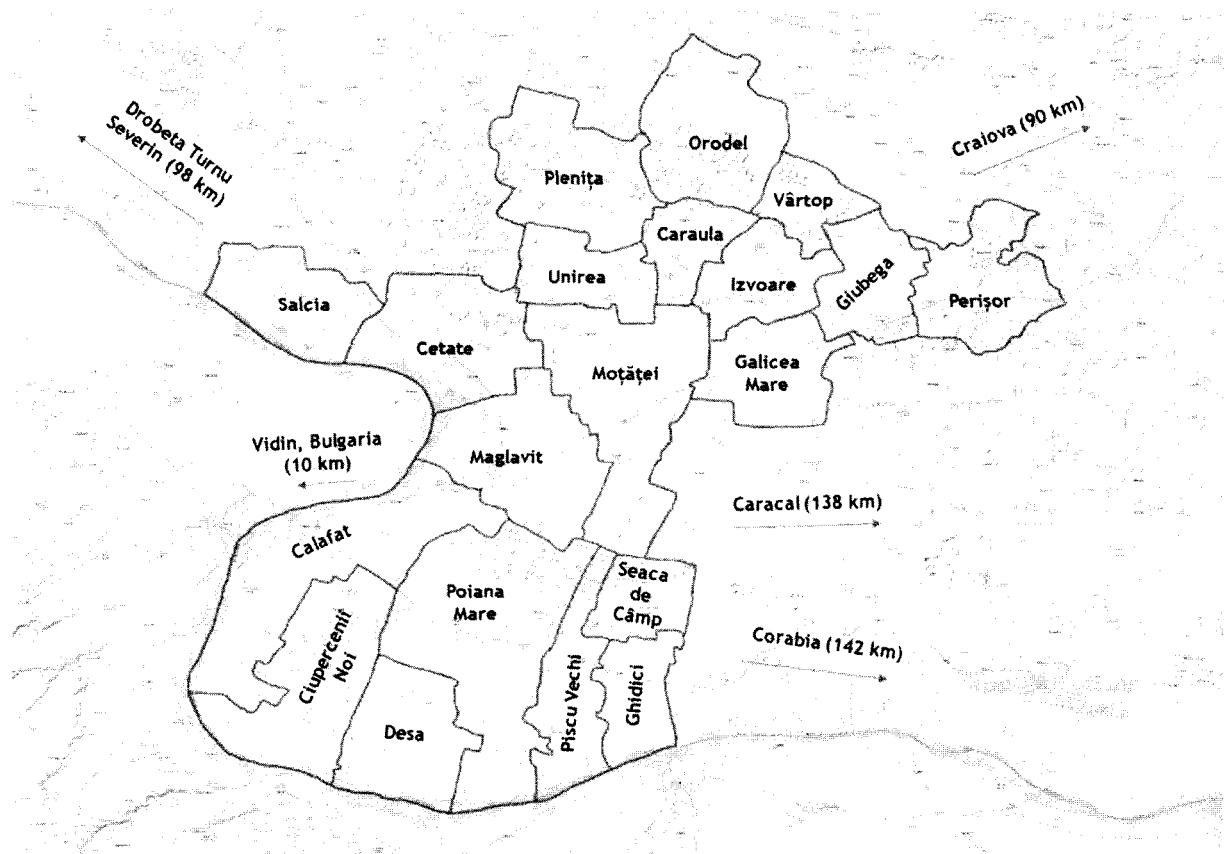 Drobeta Turnu
Severin (98 km)
Craiova (90 km)
Orodel
Plenița
Vârtop
Caraula
Unirea
Izvoare
Giubega
Perișor
Salcia
Cetate
Moțăței
Galicea
Mare
Vidin, Bulgaria
(10 km)
Maglavit
Caracal (138 km)
Calafat
Poiana
Mare
Seaca
de
Câmp
Ciupercenii
Noi
Desa
Piscu Vechi
Ghidici
Corabia (142 km)